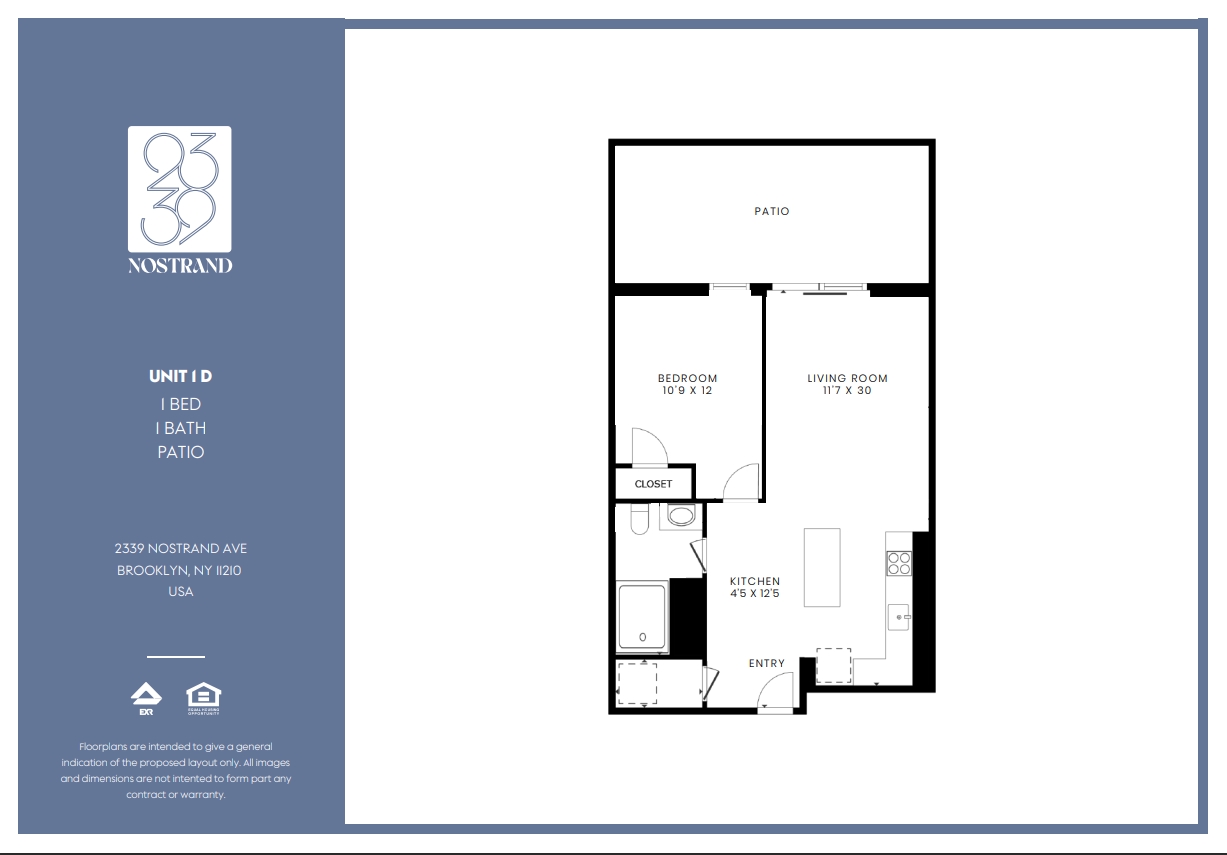 23
39
NOSTRAND
UNIT 1 D
1 BED
1 BATH
PATIO
2339 NOSTRAND AVE
BROOKLYN, NY 11210
USA
EXR
EQUAL HOUSING
OPPORTUNITY
Floorplans are intended to give a general
indication of the proposed layout only. All images
and dimensions are not intented to form part any
contract or warranty.
PATIO
BEDROOM
10'9 X 12
LIVING ROOM
11'7 X 30
CLOSET
KITCHEN
4'5 X 12'5
ENTRY